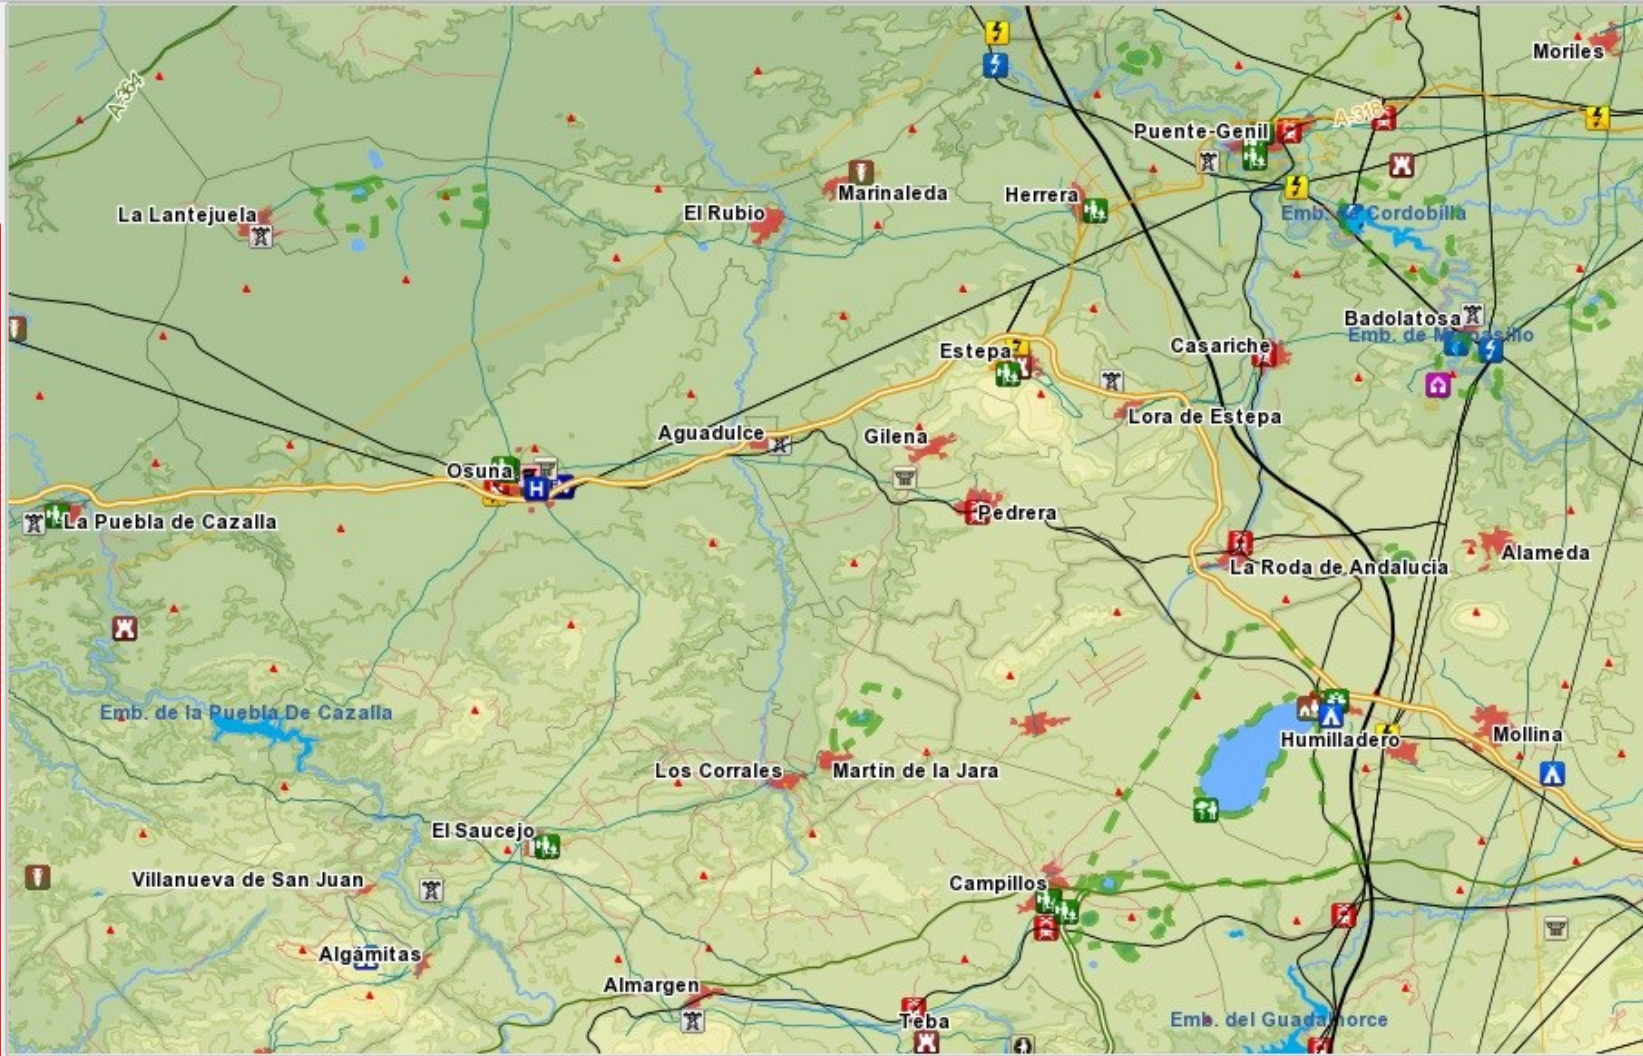 Moriles
A-364
A-318
Puente-Genil
Marinaleda
Herrera
La Lantejuela
El Rubio
Emb. de Cordobilla
Badolatosa
Emb. de Malpasillo
Estepa
Casariche
Lora de Estepa
Aguadulce
Gilena
Osuna
Pedrera
La Puebla de Cazalla
H
Alameda
La Roda de Andalucía
Emb. de la Puebla De Cazalla
Humilladero
Mollina
Los Corrales
Martín de la Jara
El Saucejo
Villanueva de San Juan
Campillos
Algámitas
Almargen
Teba
Emb. del Guadalhorce